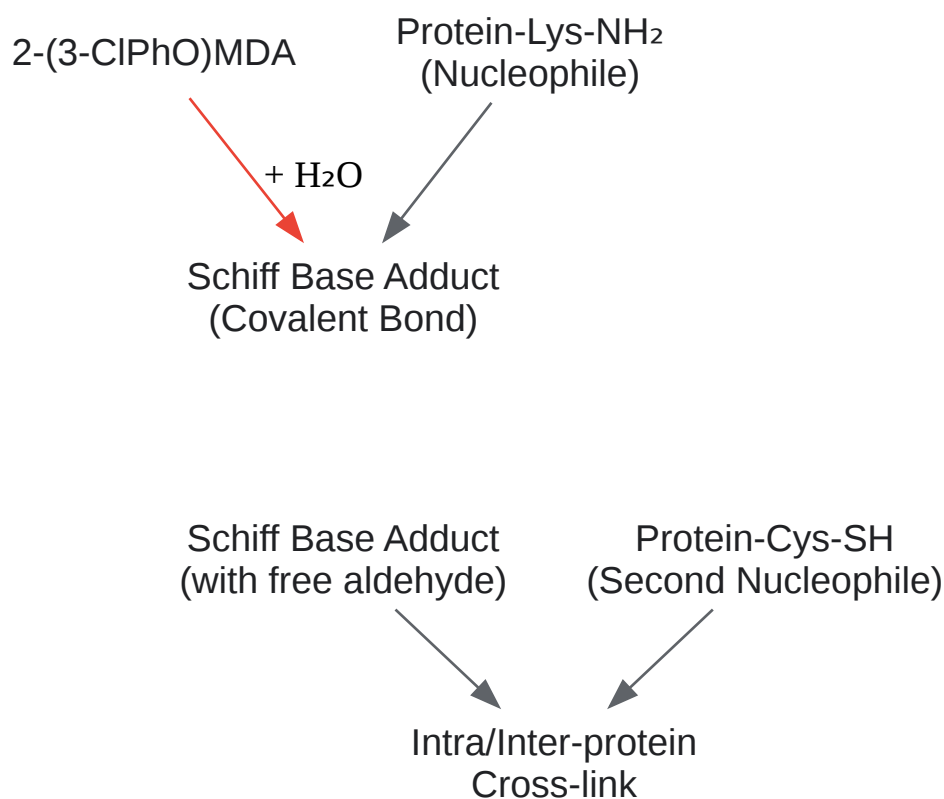 2-(3-ClPhO)MDA
Protein-Lys-NH₂
(Nucleophile)
+ H₂O
Schiff Base Adduct
(Covalent Bond)
Schiff Base Adduct
(with free aldehyde)
Protein-Cys-SH
(Second Nucleophile)
Intra/Inter-protein
Cross-link